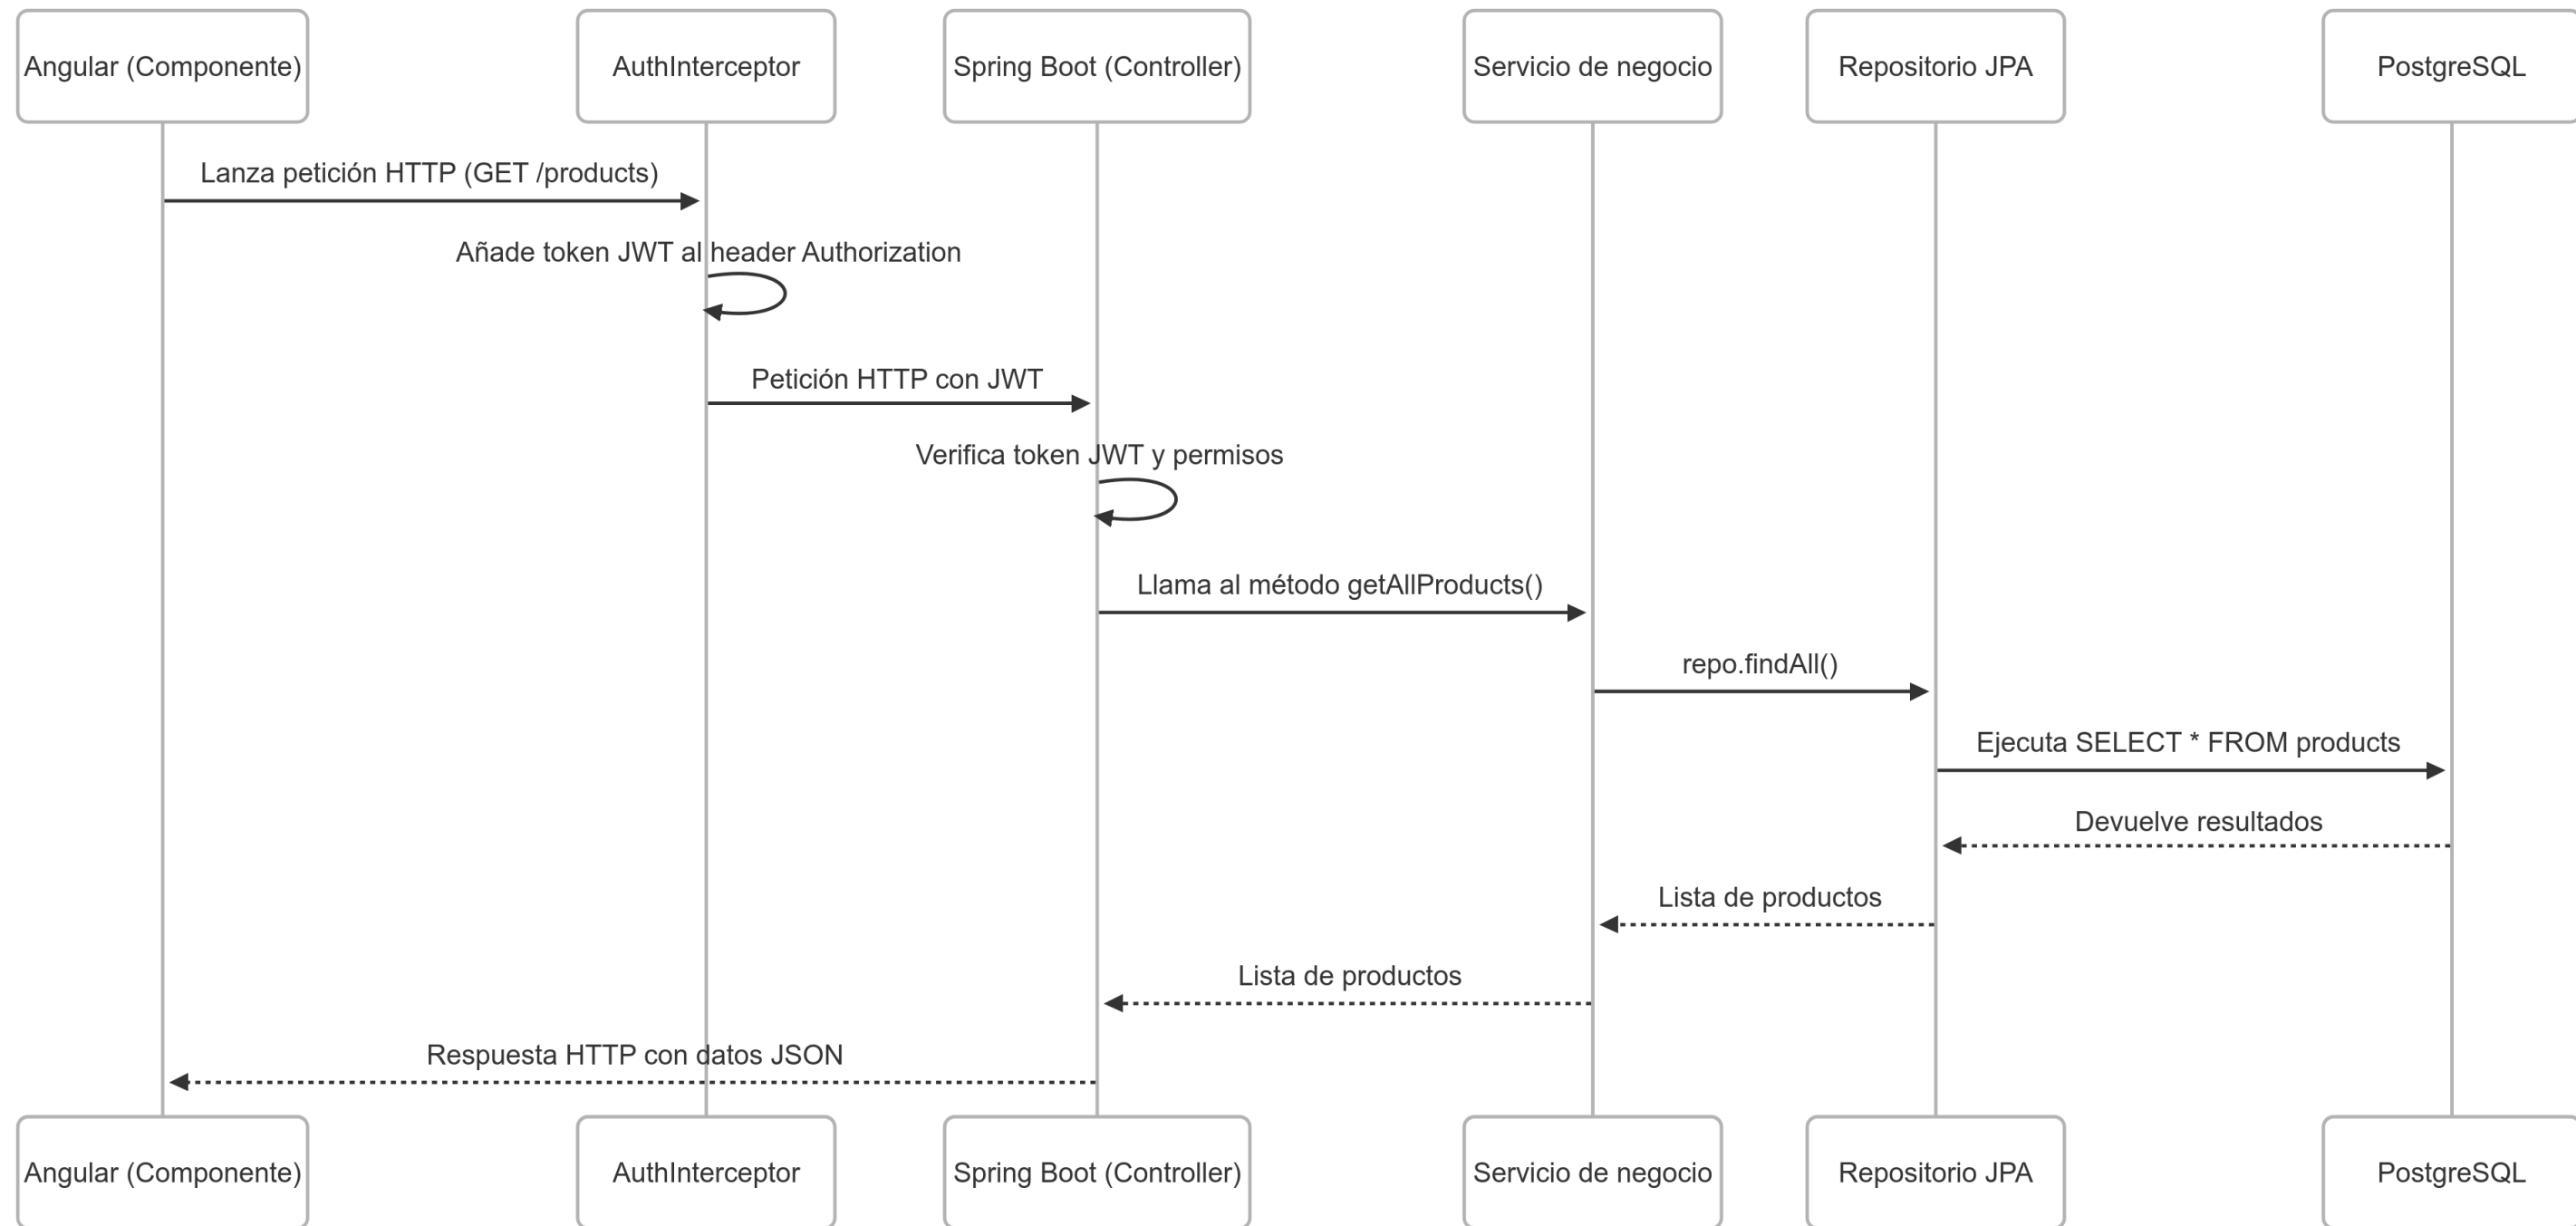 Angular (Componente)
AuthInterceptor
Spring Boot (Controller)
Servicio de negocio
Repositorio JPA
PostgreSQL
Lanza petición HTTP (GET /products)
Añade token JWT al header Authorization
Petición HTTP con JWT
Verifica token JWT y permisos
Llama al método getAllProducts()
repo.findAll()
Ejecuta SELECT * FROM products
Devuelve resultados
Lista de productos
Lista de productos
Respuesta HTTP con datos JSON
Angular (Componente)
AuthInterceptor
Spring Boot (Controller)
Servicio de negocio
Repositorio JPA
PostgreSQL